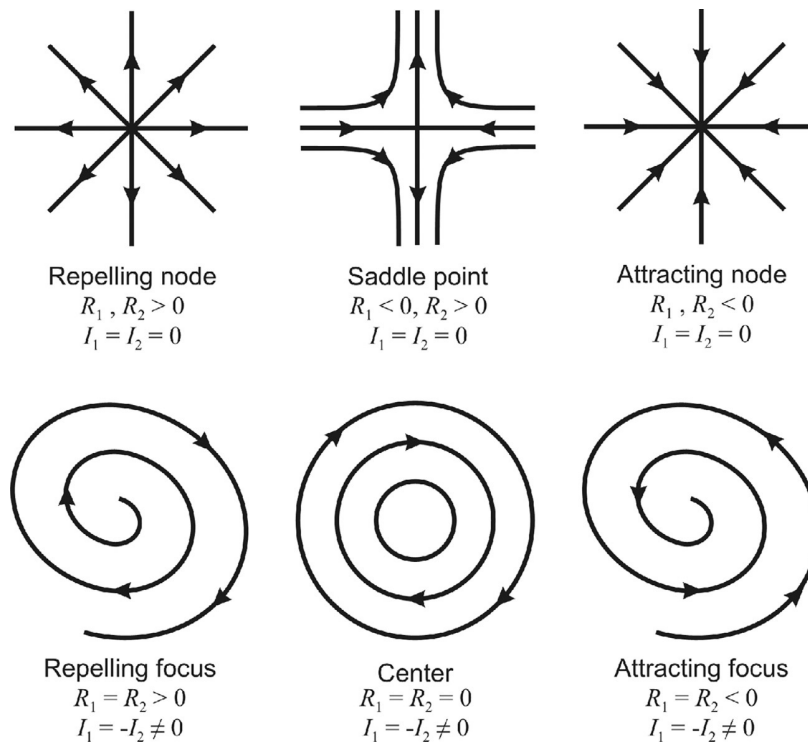 Repelling node
R₁ , R₂ > 0
I₁ = I₂ = 0
Saddle point
R₁ < 0, R₂ > 0
I₁ = I₂ = 0
Attracting node
R₁ , R₂ < 0
I₁ = I₂ = 0
Repelling focus
R₁ = R₂ > 0
I₁ = -I₂ ≠ 0
Center
R₁ = R₂ = 0
I₁ = -I₂ ≠ 0
Attracting focus
R₁ = R₂ < 0
I₁ = -I₂ ≠ 0